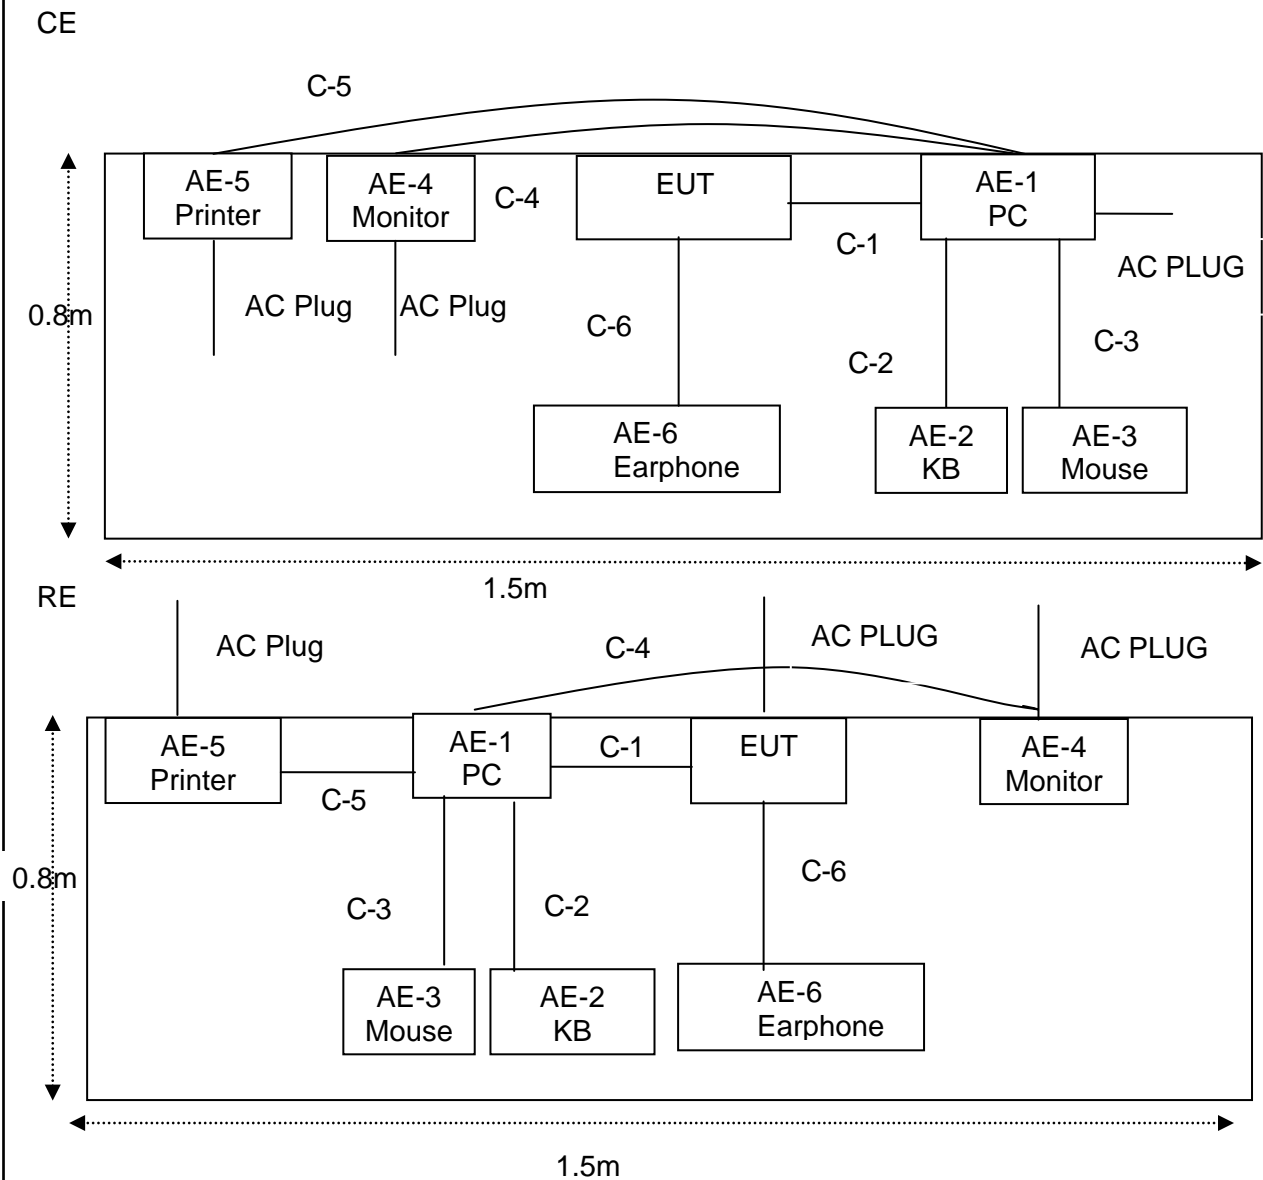 CE
C-5
AE-5
Printer
AE-4
Monitor
C-4
EUT
C-1
AE-1
PC
AC PLUG
0.8m
AC Plug
AC Plug
C-6
C-2
C-3
AE-6
Earphone
AE-2
KB
AE-3
Mouse
1.5m
RE
AC Plug
C-4
AC PLUG
AC PLUG
AE-5
Printer
C-5
AE-1
PC
C-1
EUT
AE-4
Monitor
0.8m
C-3
C-2
C-6
AE-3
Mouse
AE-2
KB
AE-6
Earphone
1.5m